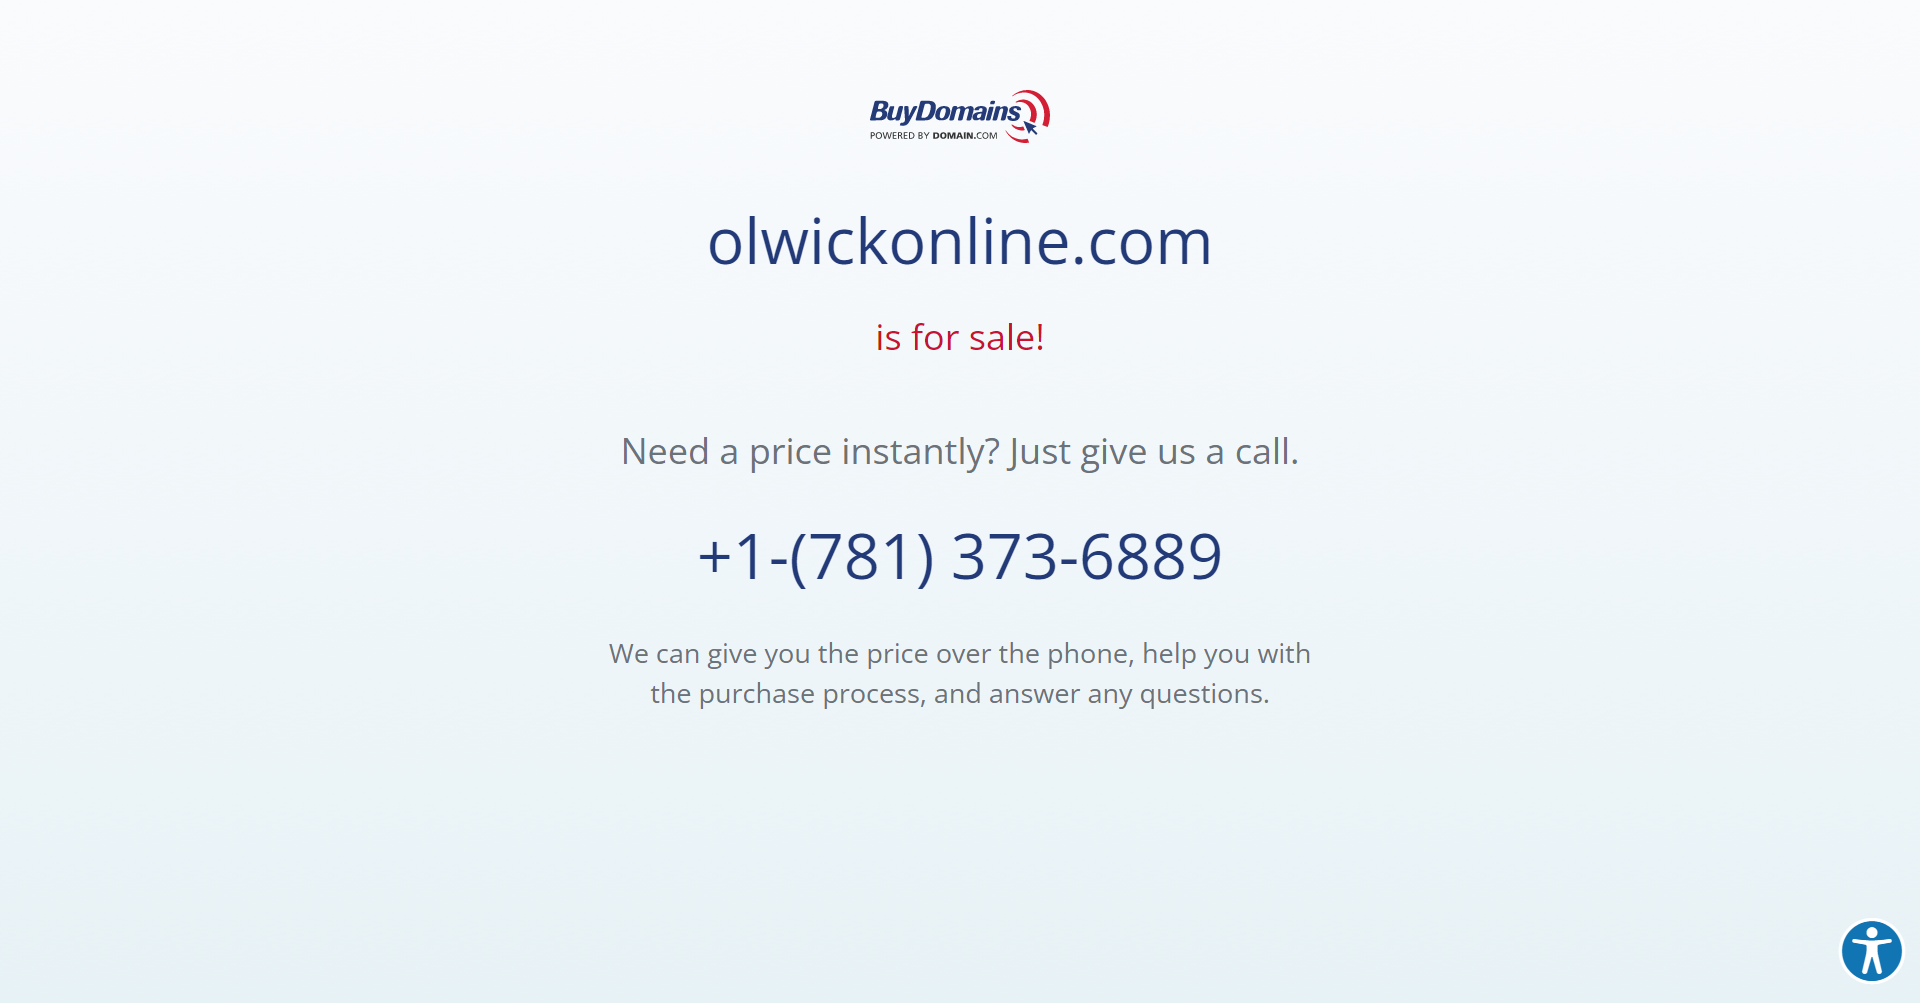 BuyDomains
POWERED BY DOMAIN.COM
olwickonline.com
is for sale!
Need a price instantly? Just give us a call.
+1-(781) 373-6889
We can give you the price over the phone, help you with
the purchase process, and answer any questions.